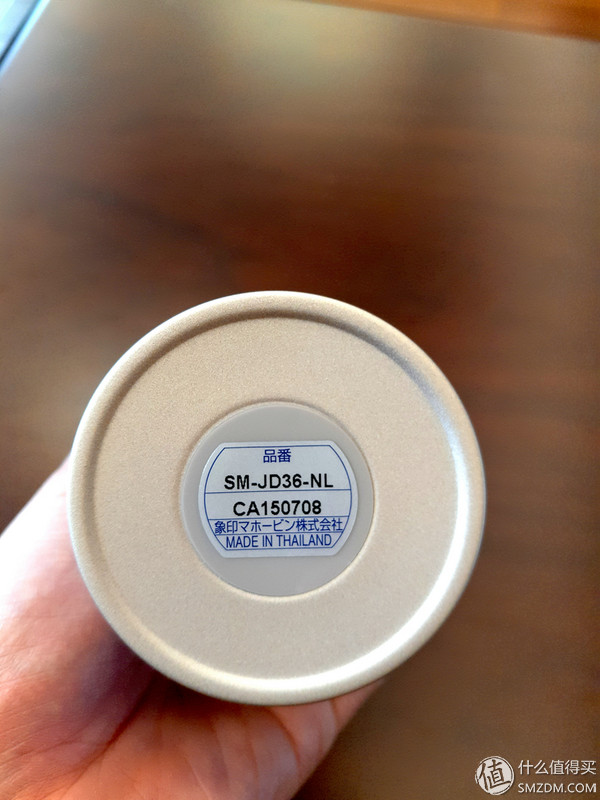 品番
SM-JD36-NL
CA150708
象印マホービン株式会社
MADE IN THAILAND
值 什么值得买
SMZDM.COM